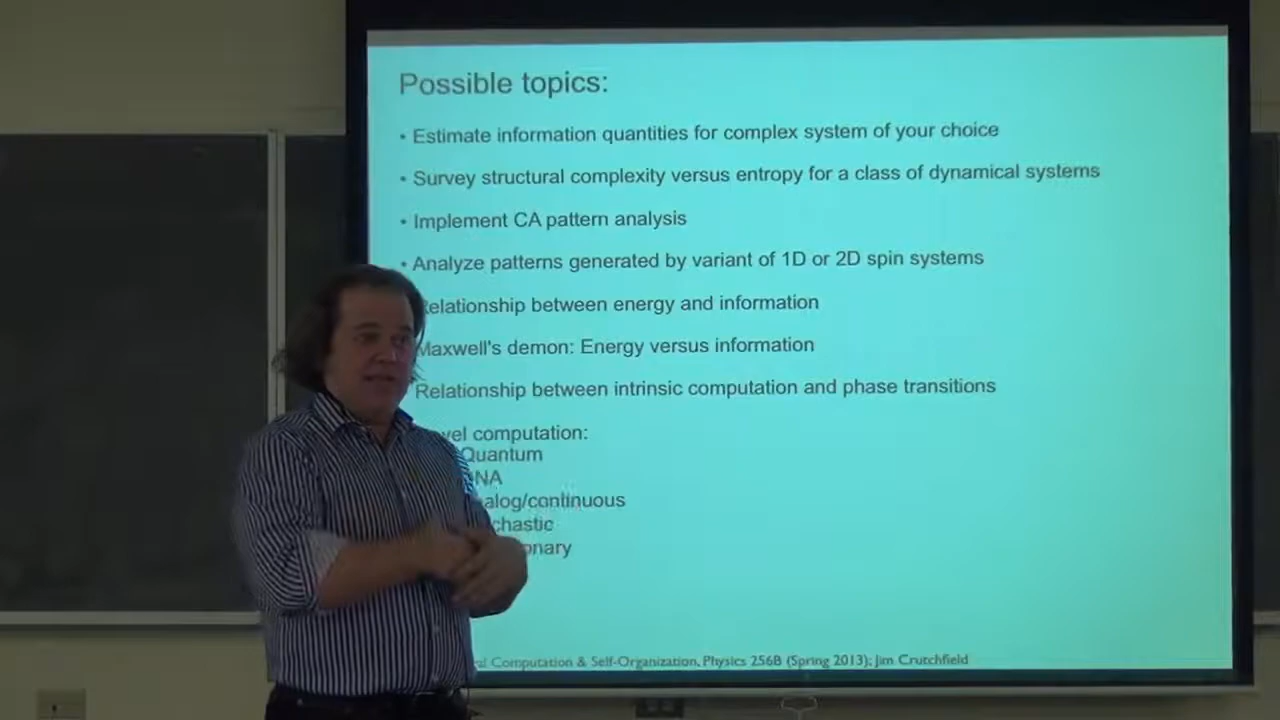 Possible topics:
• Estimate information quantities for complex system of your choice
• Survey structural complexity versus entropy for a class of dynamical systems
• Implement CA pattern analysis
• Analyze patterns generated by variant of 1D or 2D spin systems
elationship between energy and information
Maxwell's demon: Energy versus information
Relationship between intrinsic computation and phase transitions
vel computation:
Quantum
NA
alog/continuous
chastic
onary
al Computation & Self-Organization, Physics 256B (Spring 2013); Jim Crutchfield